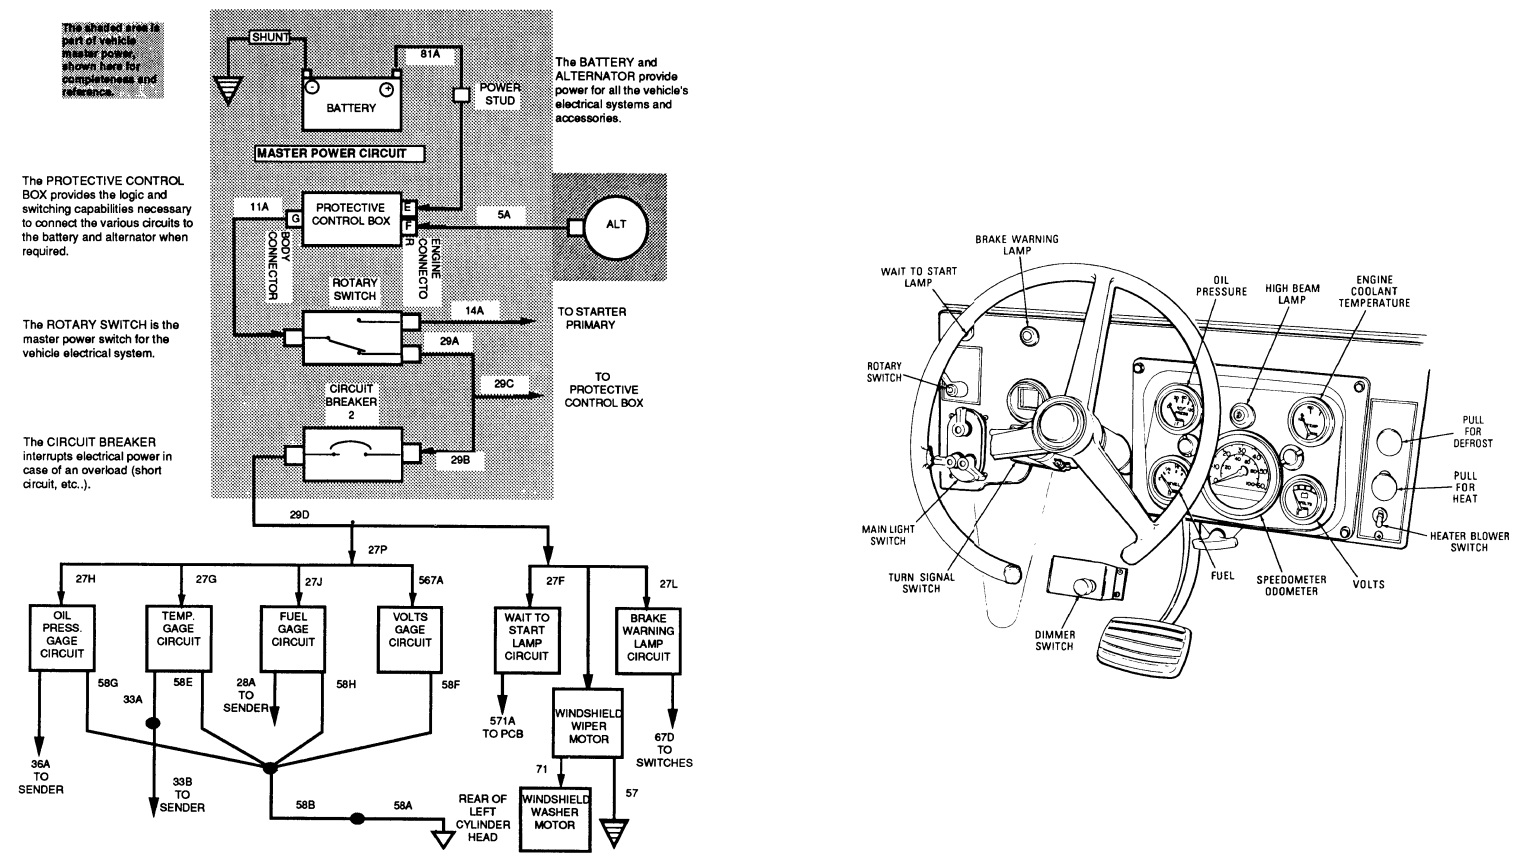 The shaded area is
part of vehicle
master power,
shown here for
completeness and
reference.
SHUNT
81A
BATTERY
-
+
POWER
STUD
The BATTERY and
ALTERNATOR provide
power for all the vehicle's
electrical systems and
accessories.
MASTER POWER CIRCUIT
The PROTECTIVE CONTROL
BOX provides the logic and
switching capabilities necessary
to connect the various circuits to
the battery and alternator when
required.
11A
G
PROTECTIVE
CONTROL BOX
E
F
5A
ALT
BODY
CONNECTOR
ENGINE
CONNECTO
R
ROTARY
SWITCH
14A
TO STARTER
PRIMARY
The ROTARY SWITCH is the
master power switch for the
vehicle electrical system.
29A
29C
TO
PROTECTIVE
CONTROL BOX
CIRCUIT
BREAKER
2
The CIRCUIT BREAKER
interrupts electrical power in
case of an overload (short
circuit, etc..).
29B
29D
27P
27H
27G
27J
567A
27F
27L
OIL
PRESS.
GAGE
CIRCUIT
TEMP.
GAGE
CIRCUIT
FUEL
GAGE
CIRCUIT
VOLTS
GAGE
CIRCUIT
WAIT TO
START
LAMP
CIRCUIT
BRAKE
WARNING
LAMP
CIRCUIT
58G
58E
33A
28A
TO
SENDER
58H
58F
571A
TO PCB
WINDSHIELD
WIPER
MOTOR
67D
TO
SWITCHES
36A
TO
SENDER
33B
TO
SENDER
71
57
58B
58A
REAR OF
LEFT
CYLINDER
HEAD
WINDSHIELD
WASHER
MOTOR
BRAKE WARNING
LAMP
WAIT TO START
LAMP
OIL
PRESSURE
HIGH BEAM
LAMP
ENGINE
COOLANT
TEMPERATURE
ROTARY
SWITCH
PULL
FOR
DEFROST
PULL
FOR
HEAT
HEATER BLOWER
SWITCH
MAIN LIGHT
SWITCH
TURN SIGNAL
SWITCH
FUEL
SPEEDOMETER
ODOMETER
VOLTS
DIMMER
SWITCH